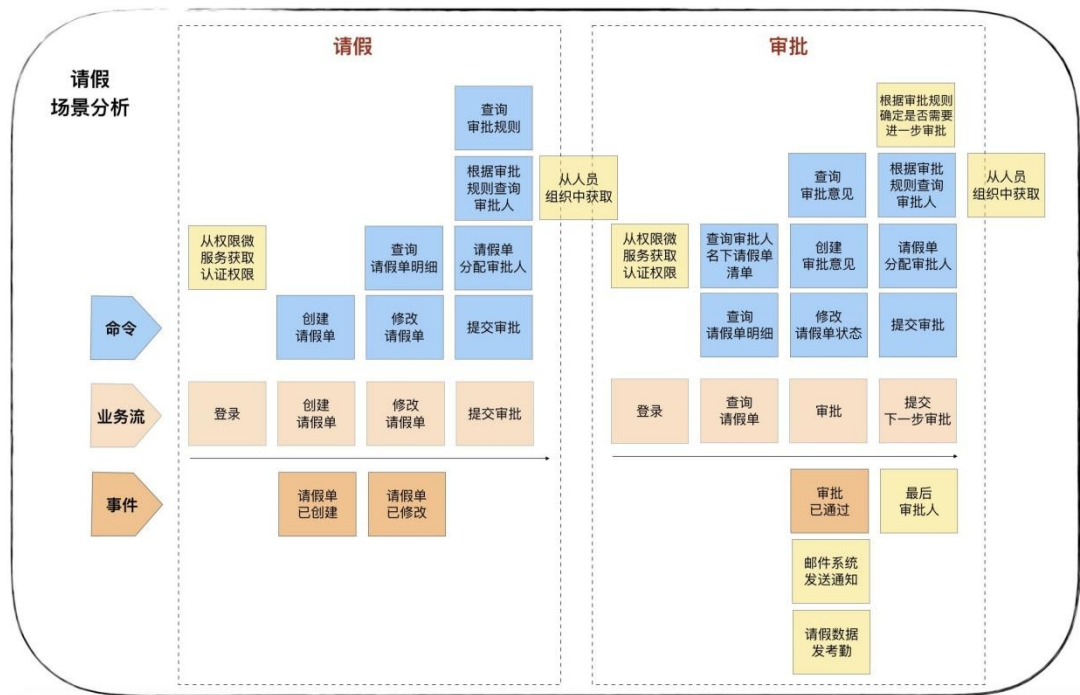 请假
审批
请假
场景分析
查询
审批规则
根据审批规则
确定是否需要
进一步审批
根据审批
规则查询
审批人
从人员
组织中获取
查询
审批意见
根据审批
规则查询
审批人
从人员
组织中获取
从权限微
服务获取
认证权限
查询
请假单明细
请假单
分配审批人
从权限微
服务获取
认证权限
查询审批人
名下请假单
清单
创建
审批意见
请假单
分配审批人
命令
创建
请假单
修改
请假单
提交审批
查询
请假单明细
修改
请假单状态
提交审批
业务流
登录
创建
请假单
修改
请假单
提交审批
登录
查询
请假单
审批
提交
下一步审批
事件
请假单
已创建
请假单
已修改
审批
已通过
最后
审批人
邮件系统
发送通知
请假数据
发考勤